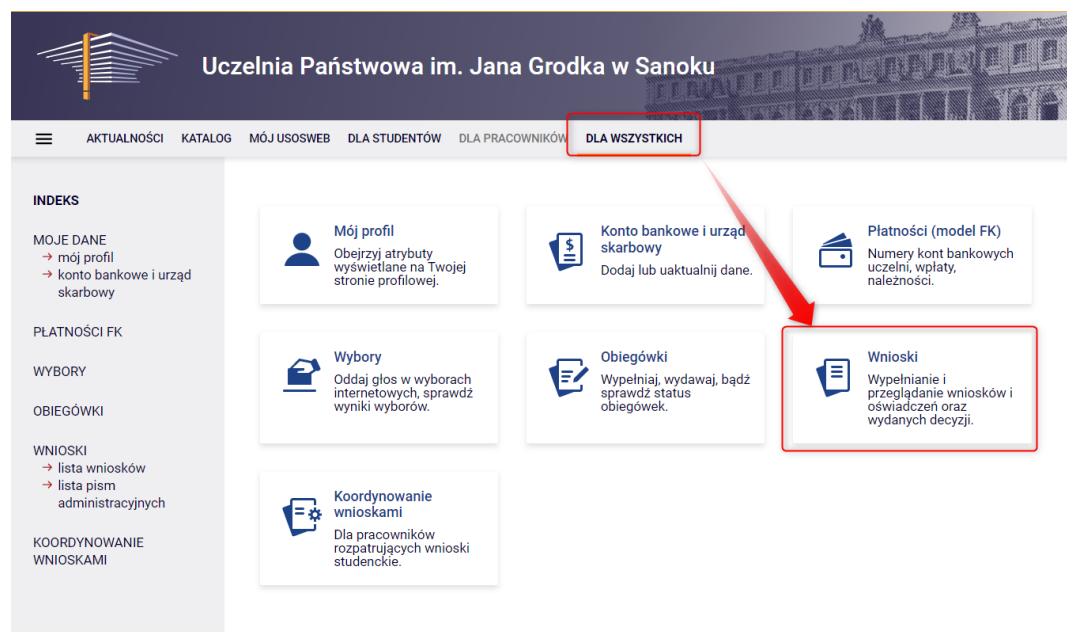 Uczelnia Państwowa im. Jana Grodka w Sanoku
AKTUALNOŚCI KATALOG MÓJ USOSWEB DLA STUDENTÓW DLA PRACOWNIKÓW DLA WSZYSTKICH
INDEKS
MOJE DANE
→ mój profil
→ konto bankowe i urząd
skarbowy
PŁATNOŚCI FK
WYBORY
OBIEGÓWKI
WNIOSKI
→ lista wniosków
→ lista pism
administracyjnych
KOORDYNOWANIE
WNIOSKAMI
Mój profil
Obejrzyj atrybuty
wyświetlane na Twojej
stronie profilowej.
Konto bankowe i urząd
skarbowy
Dodaj lub uaktualnij dane.
Płatności (model FK)
Numery kont bankowych
uczelni, wpłaty,
należności.
Wybory
Oddaj głos w wyborach
internetowych, sprawdź
wyniki wyborów.
Obiegówki
Wypełniaj, wydawaj, bądź
sprawdź status
obiegówek.
Wnioski
Wypełnianie i
przeglądanie wniosków i
oświadczeń oraz
wydanych decyzji.
Koordynowanie
wnioskami
Dla pracowników
rozpatrujących wnioski
studenckie.